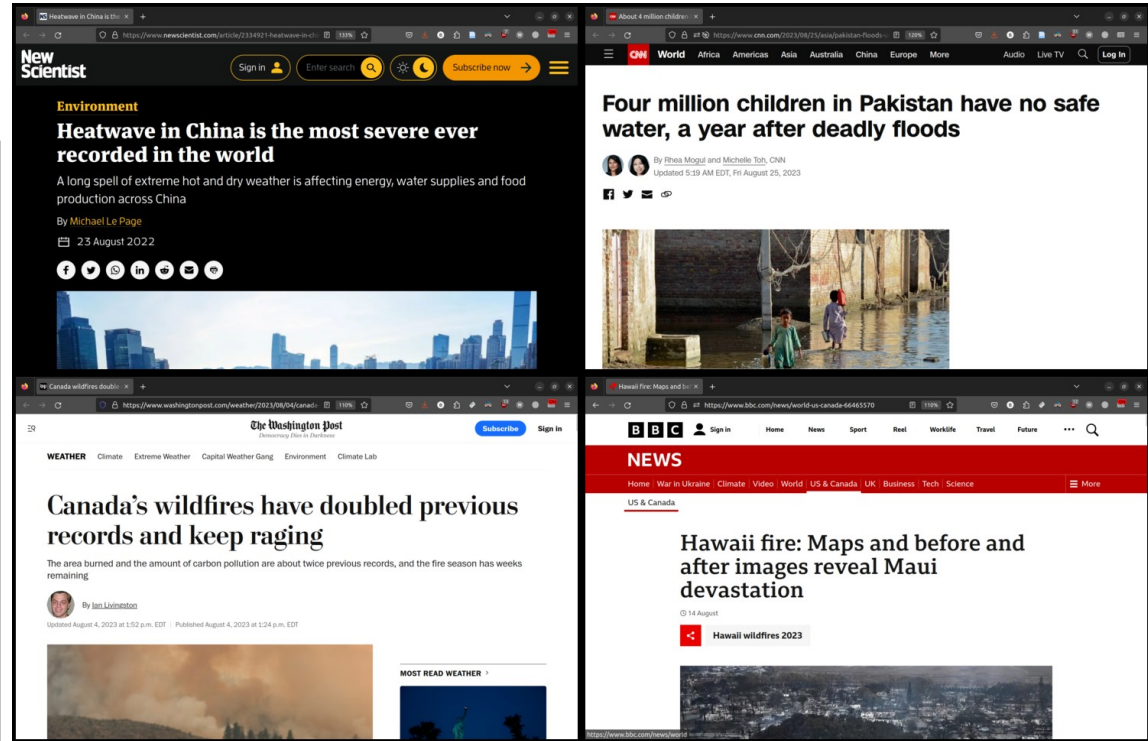 Heatwave in China is the
https://www.newscientist.com/article/2334921-heatwave-in-chi
133%
New
Scientist
Sign in
Enter search
Subscribe now
Environment
Heatwave in China is the most severe ever
recorded in the world
A long spell of extreme hot and dry weather is affecting energy, water supplies and food
production across China
By Michael Le Page
23 August 2022
About 4 million children
https://www.cnn.com/2023/08/25/asia/pakistan-floods-
120%
CNN World Africa Americas Asia Australia China Europe More Audio Live TV Log In
Four million children in Pakistan have no safe
water, a year after deadly floods
By Rhea Mogul and Michelle Toh, CNN
Updated 5:19 AM EDT, Fri August 25, 2023
Canada wildfires double
https://www.washingtonpost.com/weather/2023/08/04/canada-
110%
The Washington Post
Democracy Dies in Darkness
Subscribe
Sign in
WEATHER Climate Extreme Weather Capital Weather Gang Environment Climate Lab
Canada's wildfires have doubled previous
records and keep raging
The area burned and the amount of carbon pollution are about twice previous records, and the fire season has weeks
remaining
By Ian Livingston
Updated August 4, 2023 at 1:52 p.m. EDT | Published August 4, 2023 at 1:24 p.m. EDT
MOST READ WEATHER
Hawaii fire: Maps and be
https://www.bbc.com/news/world-us-canada-66465570
110%
BBC Sign in Home News Sport Reel Worklife Travel Future
NEWS
Home War in Ukraine Climate Video World US & Canada UK Business Tech Science More
US & Canada
Hawaii fire: Maps and before and
after images reveal Maui
devastation
14 August
Hawaii wildfires 2023